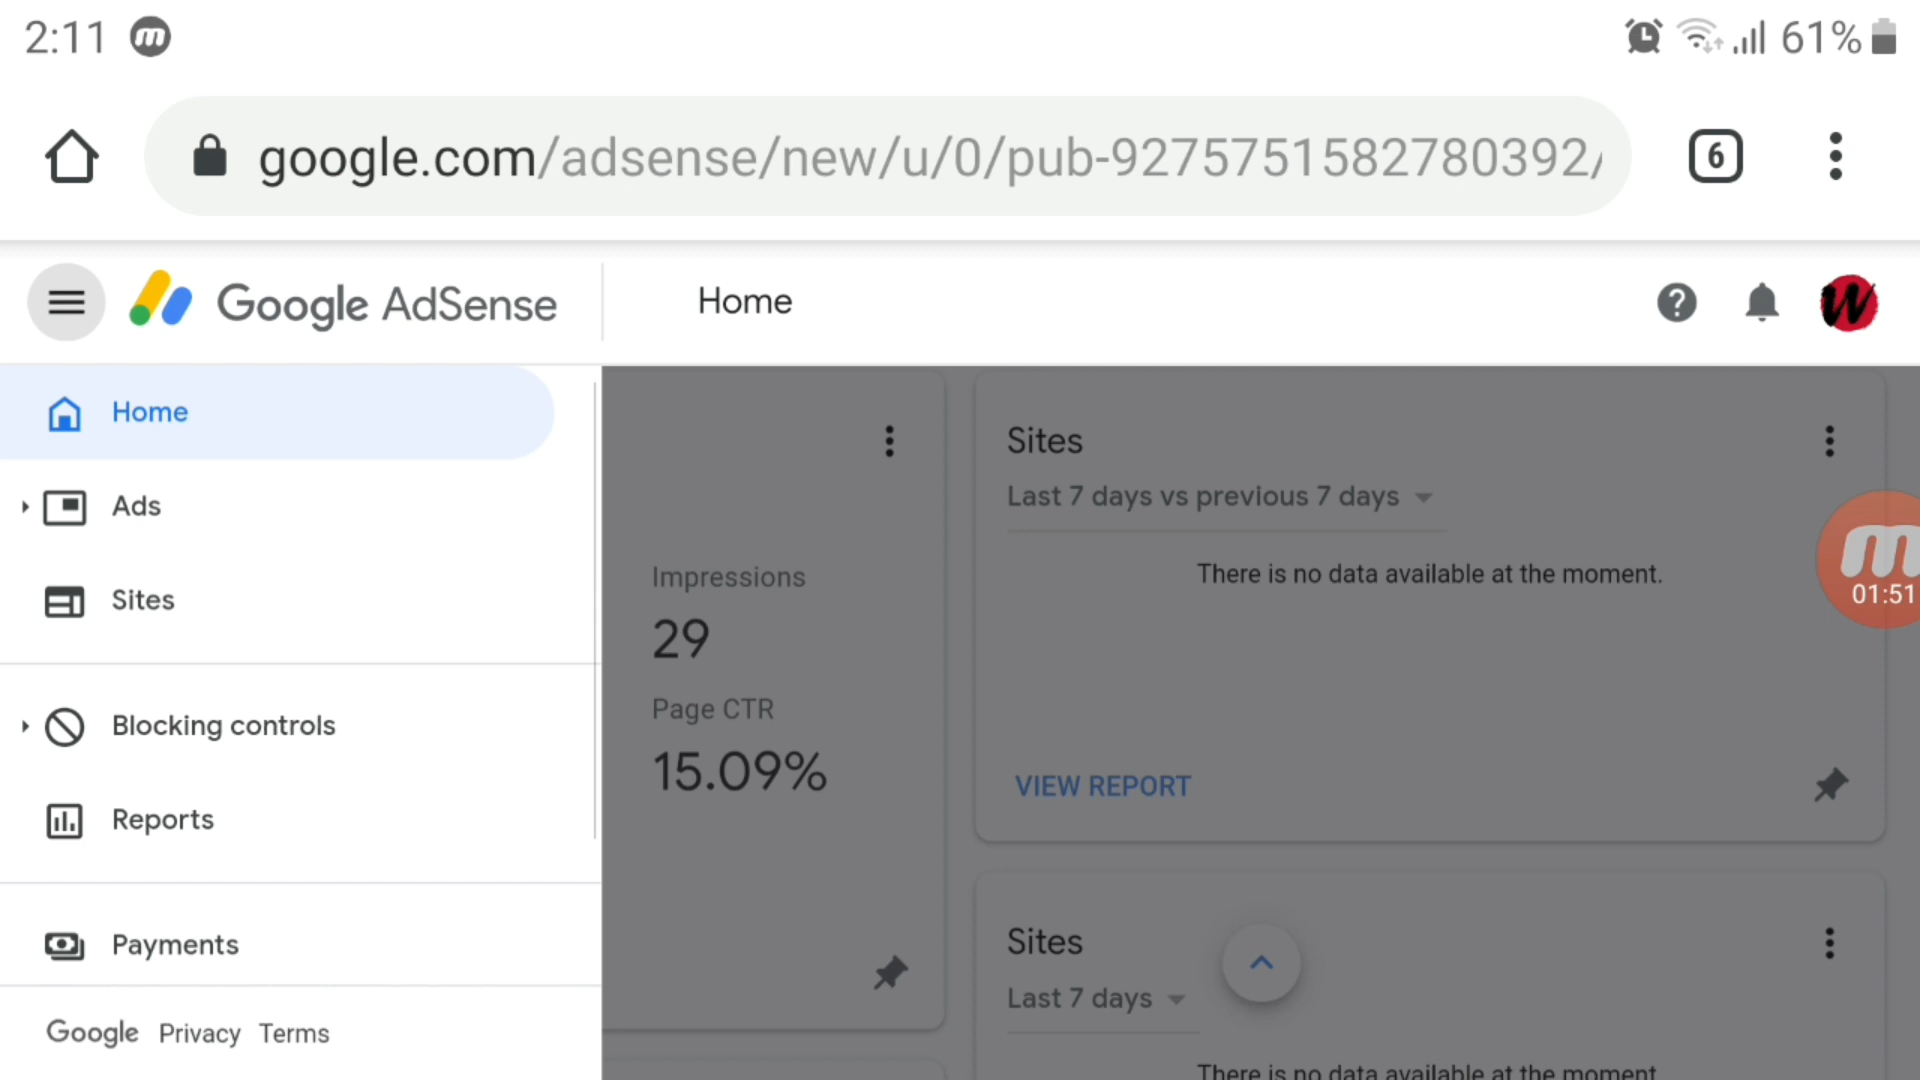 2:11 61%
google.com/adsense/new/u/0/pub-9275751582780392/
6
Google AdSense
Home
Home
Ads
Sites
Blocking controls
Reports
Payments
Google Privacy Terms
Impressions
29
Page CTR
15.09%
Sites
Last 7 days vs previous 7 days
There is no data available at the moment.
VIEW REPORT
01:51
Sites
Last 7 days
There is no data available at the moment